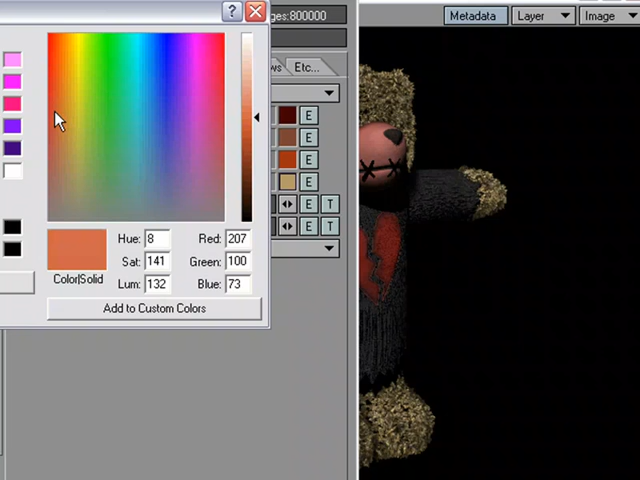 ?
ges:800000
Metadata
Layer
Image
ws
Etc...
E
E
E
E
E T
E T
Hue: 8
Red: 207
Sat: 141
Green: 100
Color|Solid
Lum: 132
Blue: 73
Add to Custom Colors